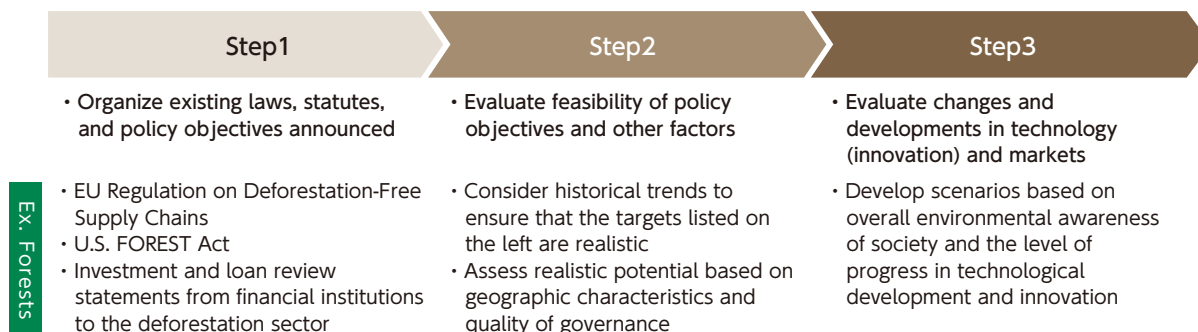 Step1
Step2
Step3
・Organize existing laws, statutes,
and policy objectives announced
・Evaluate feasibility of policy
objectives and other factors
・Evaluate changes and
developments in technology
(innovation) and markets
Ex. Forests
・EU Regulation on Deforestation-Free
Supply Chains
・U.S. FOREST Act
・Investment and loan review
statements from financial institutions
to the deforestation sector
・Consider historical trends to
ensure that the targets listed on
the left are realistic
・Assess realistic potential based on
geographic characteristics and
quality of governance
・Develop scenarios based on
overall environmental awareness
of society and the level of
progress in technological
development and innovation